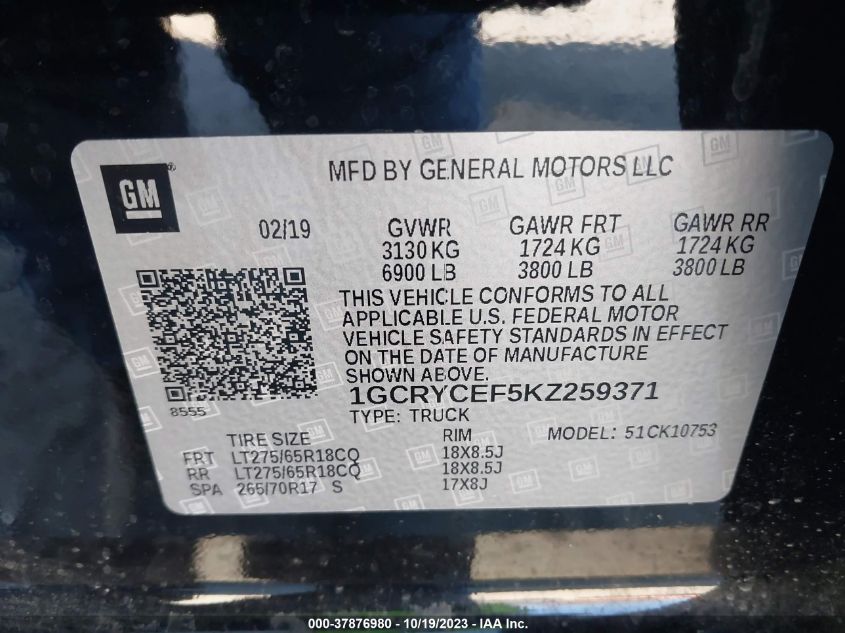 MFD BY GENERAL MOTORS LLC
GM
02/19
GVWR GAWR FRT GAWR RR
3130 KG 1724 KG 1724 KG
6900 LB 3800 LB 3800 LB
THIS VEHICLE CONFORMS TO ALL
APPLICABLE U.S. FEDERAL MOTOR
VEHICLE SAFETY STANDARDS IN EFFECT
ON THE DATE OF MANUFACTURE
SHOWN ABOVE.
1GCRYCEF5KZ259371
8555
TYPE: TRUCK
MODEL: 51CK10753
TIRE SIZE RIM
FRT LT275/65R18CQ 18X8.5J
RR LT275/65R18CQ 18X8.5J
SPA 265/70R17 S 17X8J
000-37876980 - 10/19/2023 - IAA Inc.